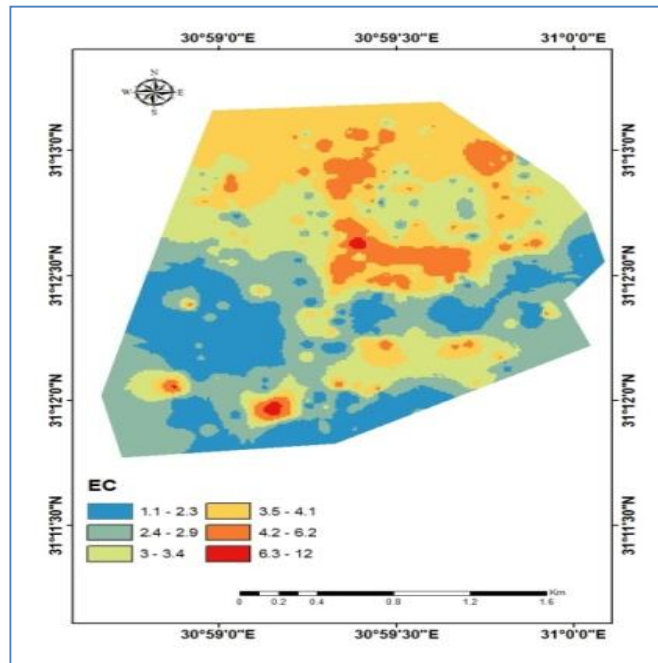 30°59'0"E 30°59'30"E 31°0'0"E
N
W E
S
31°13'0"N 31°13'0"N
31°12'30"N 31°12'30"N
31°12'0"N 31°12'0"N
31°11'30"N 31°11'30"N
EC
1.1 - 2.3 3.5 - 4.1
2.4 - 2.9 4.2 - 6.2
3 - 3.4 6.3 - 12
Km
0 0.2 0.4 0.8 1.2 1.6
30°59'0"E 30°59'30"E 31°0'0"E